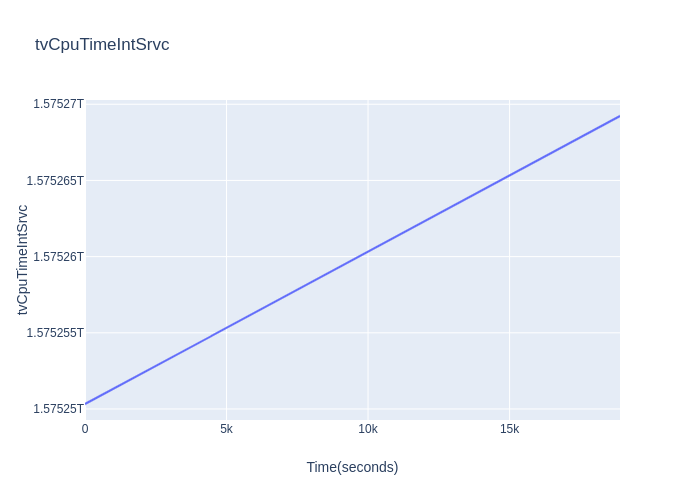 tvCpuTimeIntSrvc
1.57527T
1.575265T
1.57526T
1.575255T
1.57525T
tvCpuTimeIntSrvc
0 5k 10k 15k
Time(seconds)